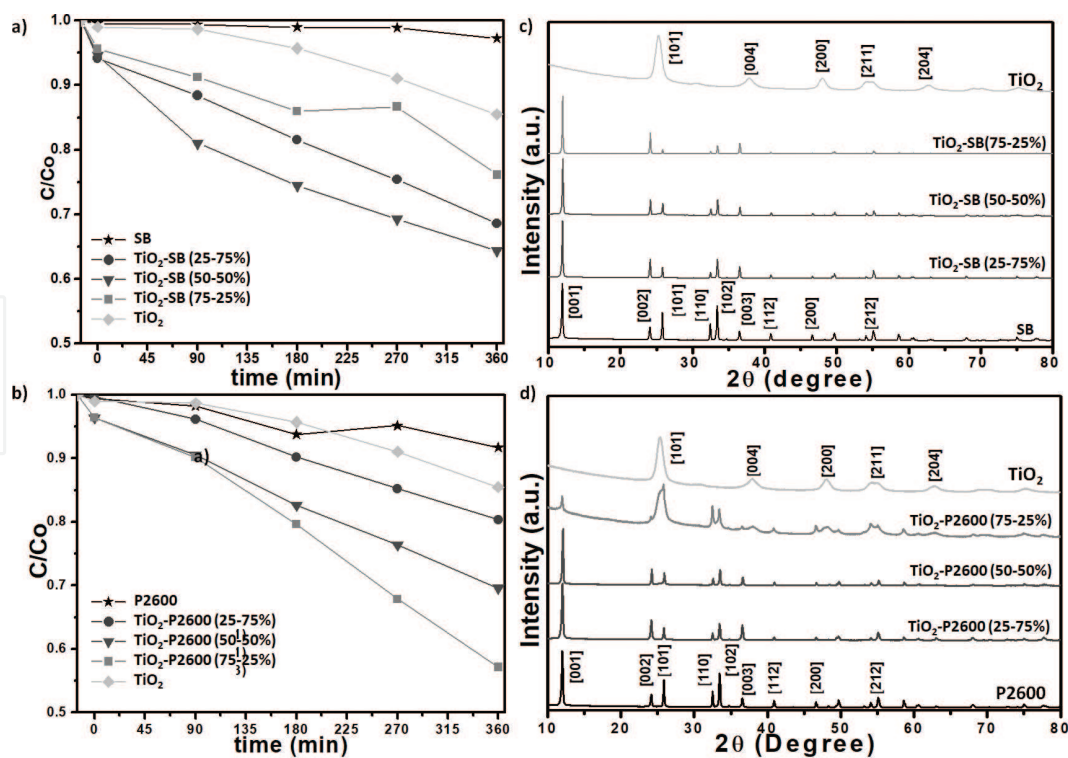 a)
1.0
0.9
0.8
0.7
0.6
0.5
C/Co
SB
TiO₂-SB (25-75%)
TiO₂-SB (50-50%)
TiO₂-SB (75-25%)
TiO₂
0 45 90 135 180 225 270 315 360
time (min)
c)
Intensity (a.u.)
[101]
[004]
[200]
[211]
[204]
TiO₂
TiO₂-SB(75-25%)
TiO₂-SB (50-50%)
TiO₂-SB (25-75%)
[001]
[002]
[101]
[110]
[102]
[003]
[112]
[200]
[212]
SB
10 20 30 40 50 60 70 80
2θ (degree)
b)
1.0
0.9
0.8
0.7
0.6
0.5
C/Co
a)
P2600
TiO₂-P2600 (25-75%)
TiO₂-P2600 (50-50%)
TiO₂-P2600 (75-25%)
TiO₂
0 45 90 135 180 225 270 315 360
time (min)
d)
Intensity (a.u.)
[101]
[004]
[200]
[211]
[204]
TiO₂
TiO₂-P2600 (75-25%)
TiO₂-P2600 (50-50%)
TiO₂-P2600 (25-75%)
[001]
[002]
[101]
[110]
[102]
[003]
[112]
[200]
[212]
P2600
10 20 30 40 50 60 70 80
2θ (Degree)